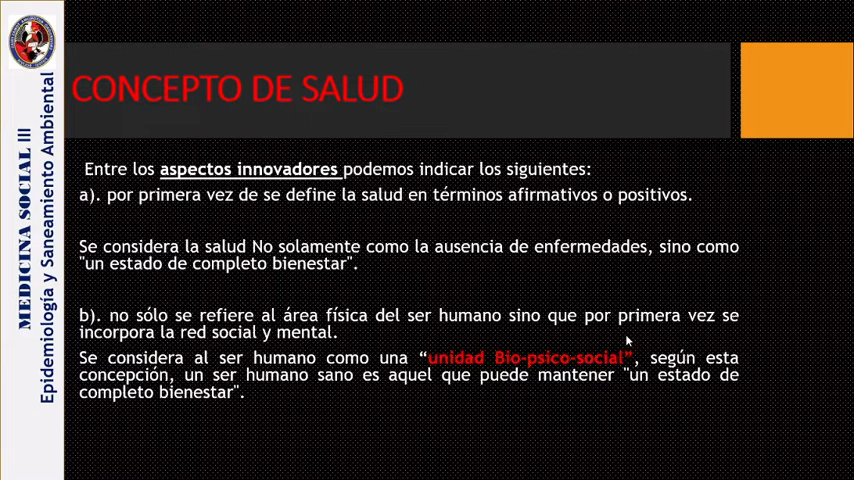 MEDICINA SOCIAL III
Epidemiología y Saneamiento Ambiental
CONCEPTO DE SALUD
Entre los aspectos innovadores podemos indicar los siguientes:
a). por primera vez de se define la salud en términos afirmativos o positivos.
Se considera la salud No solamente como la ausencia de enfermedades, sino como
"un estado de completo bienestar".
b). no sólo se refiere al área física del ser humano sino que por primera vez se
incorpora la red social y mental.
Se considera al ser humano como una “unidad Bio-psico-social”, según esta
concepción, un ser humano sano es aquel que puede mantener "un estado de
completo bienestar".